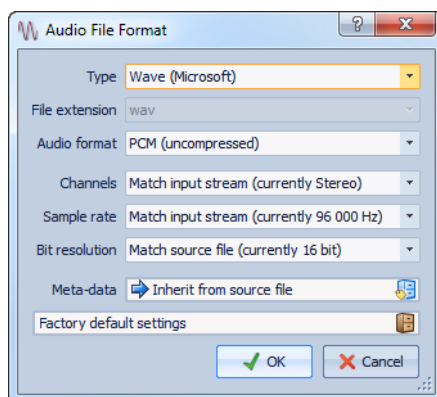 Audio File Format
Type Wave (Microsoft)
File extension wav
Audio format PCM (uncompressed)
Channels Match input stream (currently Stereo)
Sample rate Match input stream (currently 96 000 Hz)
Bit resolution Match source file (currently 16 bit)
Meta-data Inherit from source file
Factory default settings
OK Cancel